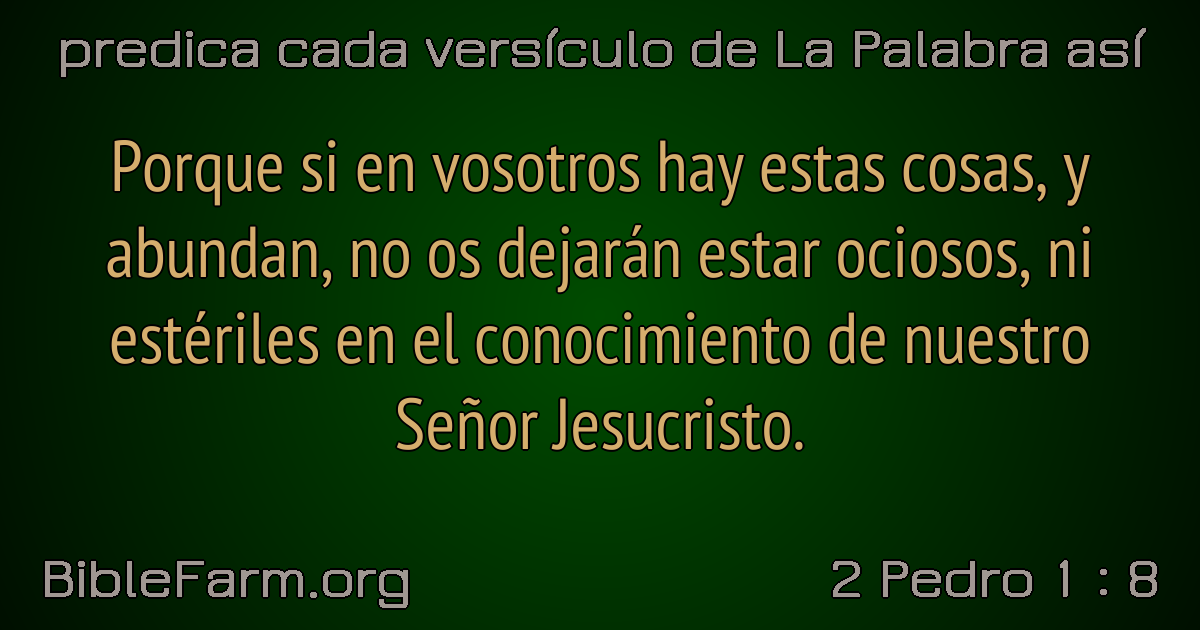 predica cada versículo de La Palabra así
Porque si en vosotros hay estas cosas, y
abundan, no os dejarán estar ociosos, ni
estériles en el conocimiento de nuestro
Señor Jesucristo.
BibleFarm.org
2 Pedro 1 : 8